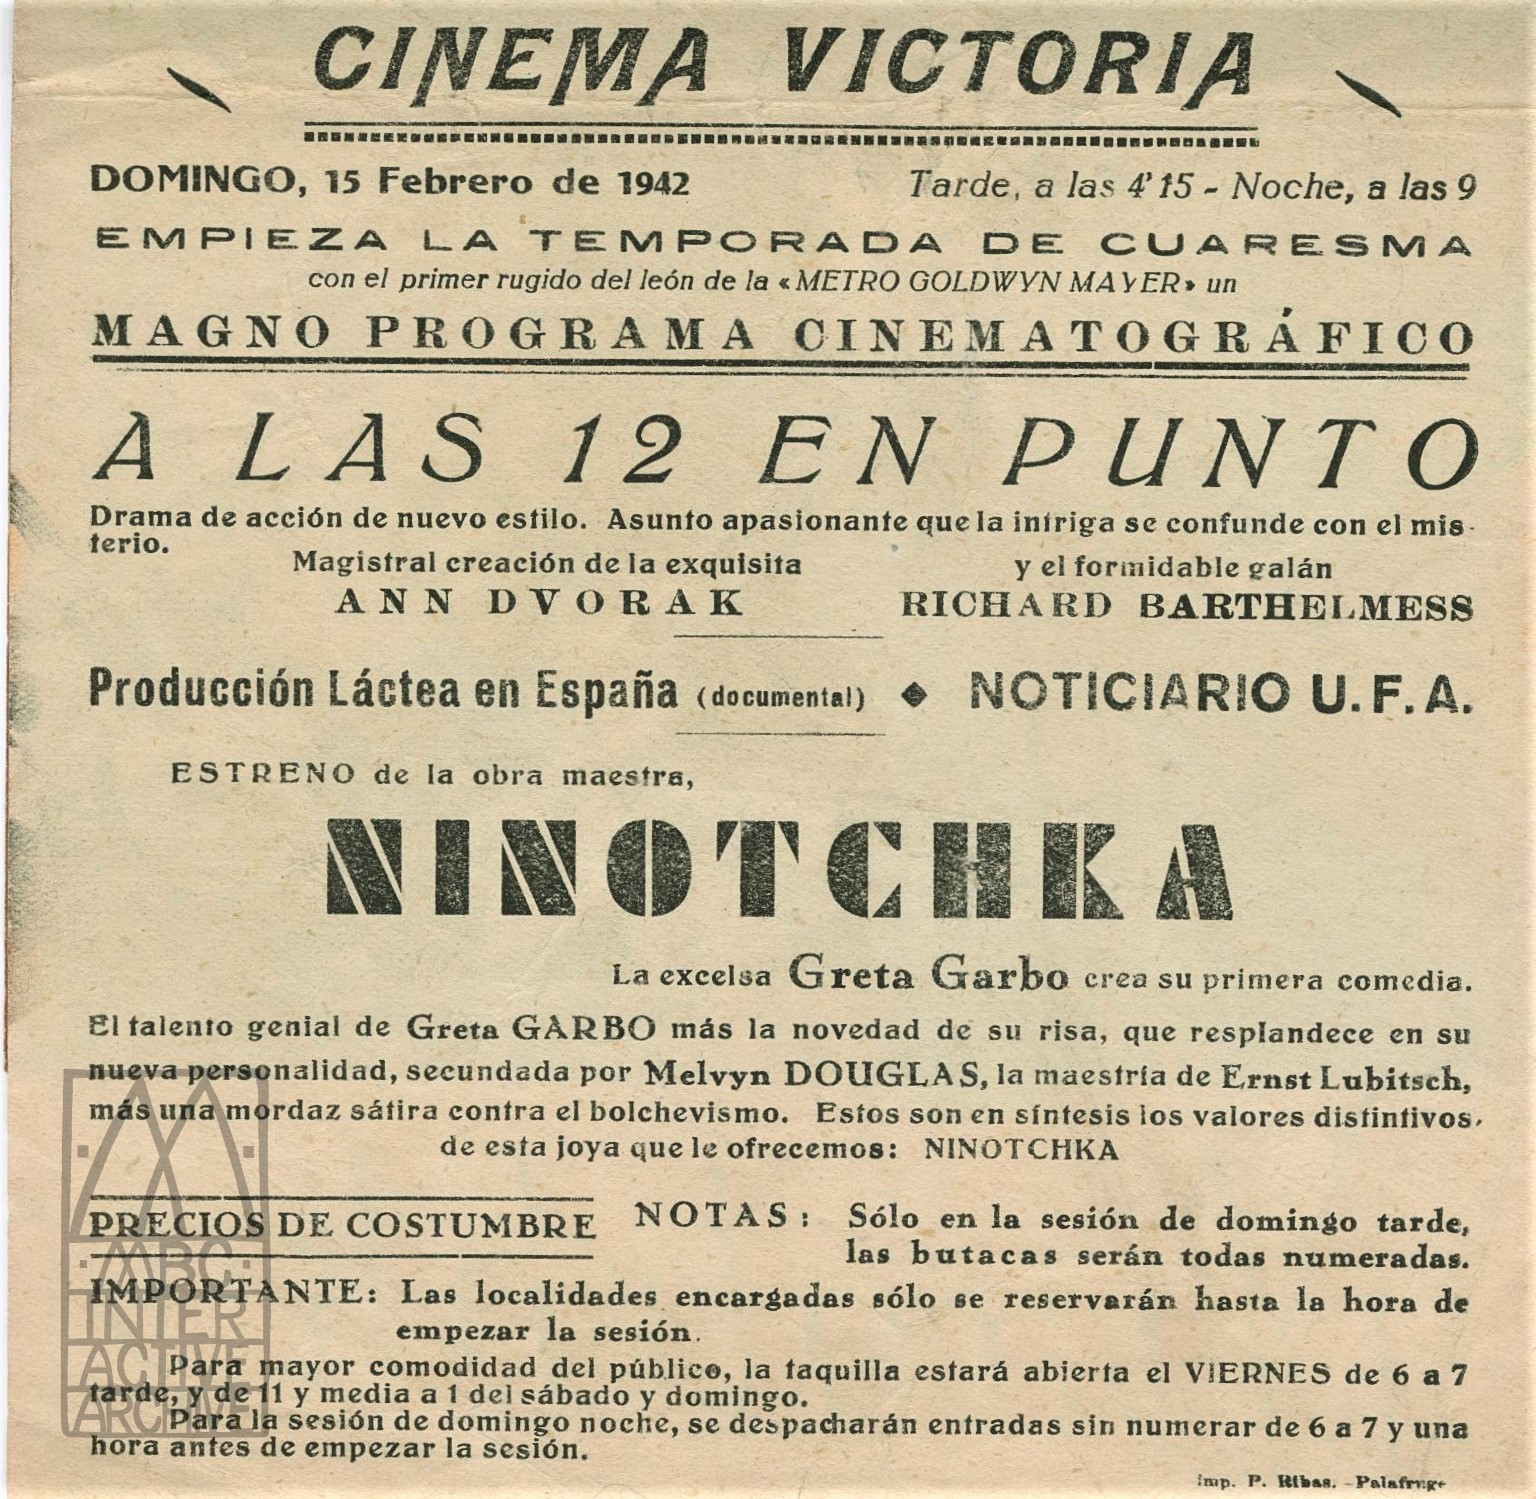 CINEMA VICTORIA
DOMINGO, 15 Febrero de 1942
Tarde, a las 4'15 - Noche, a las 9
EMPIEZA LA TEMPORADA DE CUARESMA
con el primer rugido del león de la «METRO GOLDWYN MAYER» un
MAGNO PROGRAMA CINEMATOGRÁFICO
A LAS 12 EN PUNTO
Drama de acción de nuevo estilo. Asunto apasionante que la intriga se confunde con el mis-
terio.
Magistral creación de la exquisita
ANN DVORAK
y el formidable galán
RICHARD BARTHELMESS
Producción Láctea en España (documental) ◆ NOTICIARIO U.F.A.
ESTRENO de la obra maestra,
NINOTCHKA
La excelsa Greta Garbo crea su primera comedia.
El talento genial de Greta GARBO más la novedad de su risa, que resplandece en su
nueva personalidad, secundada por Melvyn DOUGLAS, la maestría de Ernst Lubitsch,
más una mordaz sátira contra el bolchevismo. Estos son en síntesis los valores distintivos.
de esta joya que le ofrecemos: NINOTCHKA
PRECIOS DE COSTUMBRE
NOTAS: Sólo en la sesión de domingo tarde,
las butacas serán todas numeradas.
IMPORTANTE: Las localidades encargadas sólo se reservarán hasta la hora de
empezar la sesión.
Para mayor comodidad del público, la taquilla estará abierta el VIERNES de 6 a 7
tarde, y de 11 y media a 1 del sábado y domingo.
Para la sesión de domingo noche, se despacharán entradas sin numerar de 6 a 7 y una
hora antes de empezar la sesión.
Imp. P. Ribas. - Palafruge
MBC
INTER
ACTIVE
ARCHIVE